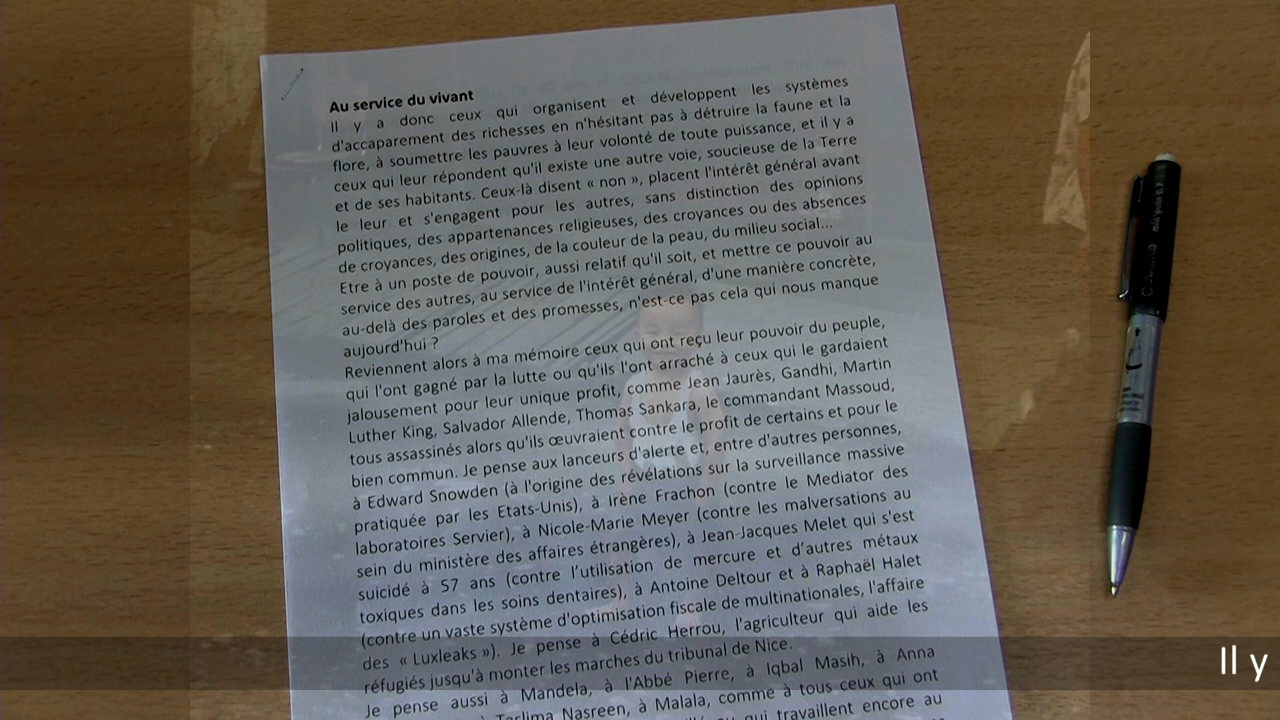 Au service du vivant
Il y a donc ceux qui organisent et développent les systèmes
d'accaparement des richesses en n'hésitant pas à détruire la faune et la
flore, à soumettre les pauvres à leur volonté de toute puissance, et il y a
ceux qui leur répondent qu'il existe une autre voie, soucieuse de la Terre
et de ses habitants. Ceux-là disent « non », placent l'intérêt général avant
le leur et s'engagent pour les autres, sans distinction des opinions
politiques, des appartenances religieuses, des croyances ou des absences
de croyances, des origines, de la couleur de la peau, du milieu social...
Etre à un poste de pouvoir, aussi relatif qu'il soit, et mettre ce pouvoir au
service des autres, au service de l'intérêt général, d'une manière concrète,
au-delà des paroles et des promesses, n'est-ce pas cela qui nous manque
aujourd'hui ?
Reviennent alors à ma mémoire ceux qui ont reçu leur pouvoir du peuple,
qui l'ont gagné par la lutte ou qu'ils l'ont arraché à ceux qui le gardaient
jalousement pour leur unique profit, comme Jean Jaurès, Gandhi, Martin
Luther King, Salvador Allende, Thomas Sankara, le commandant Massoud,
tous assassinés alors qu'ils œuvraient contre le profit de certains et pour le
bien commun. Je pense aux lanceurs d'alerte et, entre d'autres personnes,
à Edward Snowden (à l'origine des révélations sur la surveillance massive
pratiquée par les Etats-Unis), à Irène Frachon (contre le Mediator des
laboratoires Servier), à Nicole-Marie Meyer (contre les malversations au
sein du ministère des affaires étrangères), à Jean-Jacques Melet qui s'est
suicidé à 57 ans (contre l'utilisation de mercure et d'autres métaux
toxiques dans les soins dentaires), à Antoine Deltour et à Raphaël Halet
(contre un vaste système d'optimisation fiscale de multinationales, l'affaire
des « Luxleaks »). Je pense à Cédric Herrou, l'agriculteur qui aide les
réfugiés jusqu'à monter les marches du tribunal de Nice.
Je pense aussi à Mandela, à l'Abbé Pierre, à Iqbal Masih, à Anna
à Taslima Nasreen, à Malala, comme à tous ceux qui ont
ou qui travaillent encore au
Il y